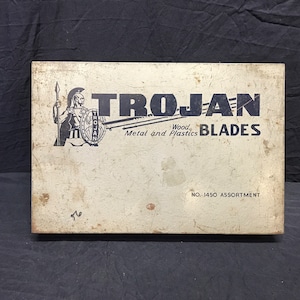 TROJAN
Wood,
Metal and Plastics BLADES
NO. 1450 ASSORTMENT